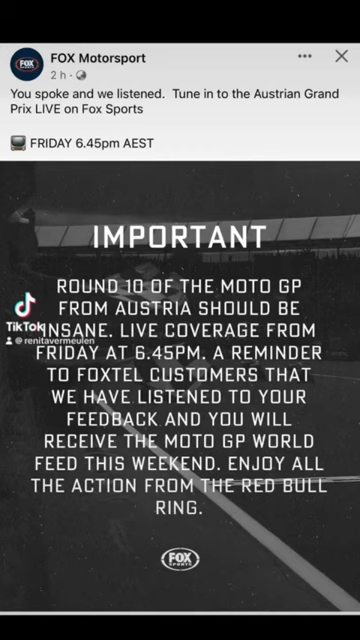 FOX
FOX Motorsport
2 h ·
You spoke and we listened.  Tune in to the Austrian Grand
Prix LIVE on Fox Sports
FRIDAY 6.45pm AEST
IMPORTANT
ROUND 10 OF THE MOTO GP
FROM AUSTRIA SHOULD BE
INSANE. LIVE COVERAGE FROM
FRIDAY AT 6.45PM. A REMINDER
TO FOXTEL CUSTOMERS THAT
WE HAVE LISTENED TO YOUR
FEEDBACK AND YOU WILL
RECEIVE THE MOTO GP WORLD
FEED THIS WEEKEND. ENJOY ALL
THE ACTION FROM THE RED BULL
RING.
TikTok
@renitavermeulen
FOX
SPORTS